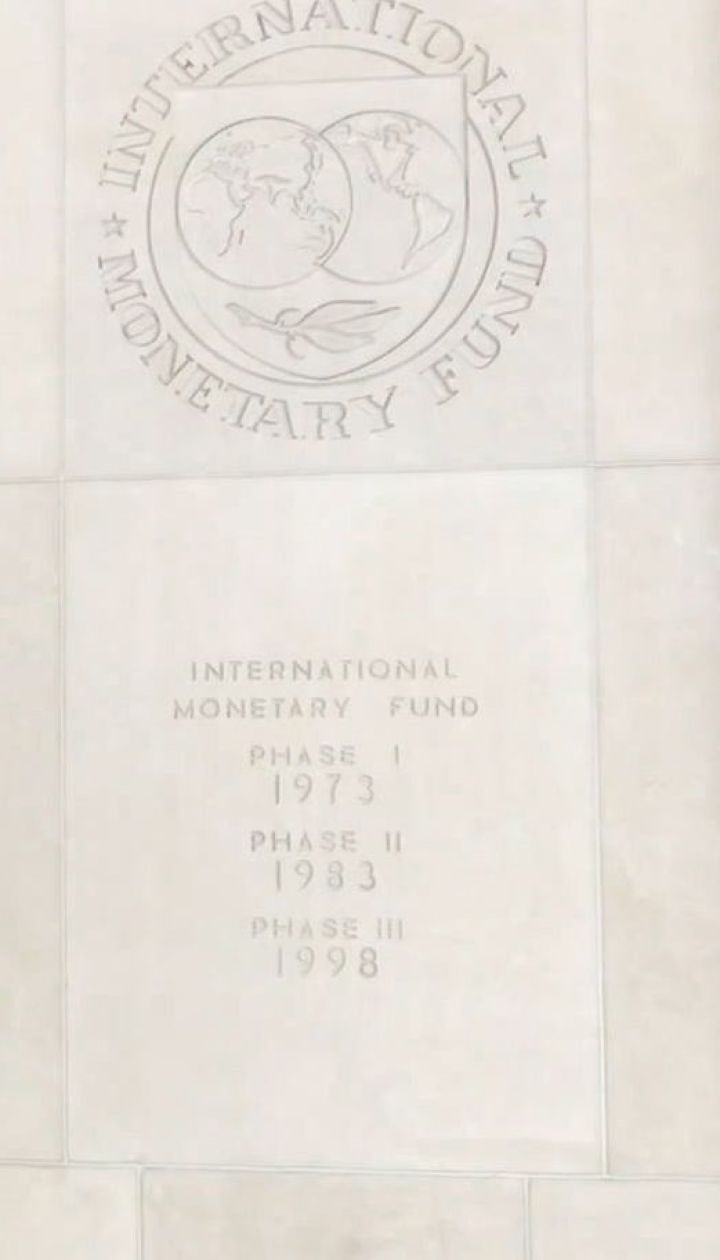 INTERNATIONAL
MONETARY FUND
INTERNATIONAL
MONETARY FUND
PHASE I
1973
PHASE II
1983
PHASE III
1998